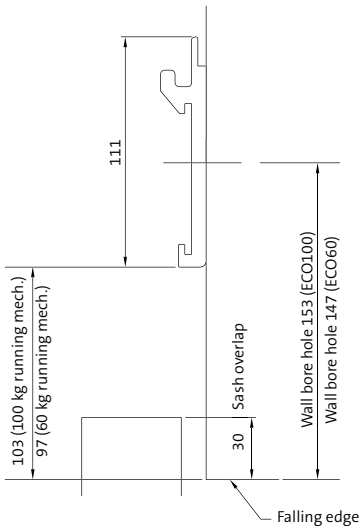 111
103 (100 kg running mech.)
97 (60 kg running mech.)
30
Sash overlap
Wall bore hole 153 (ECO100)
Wall bore hole 147 (ECO60)
Falling edge